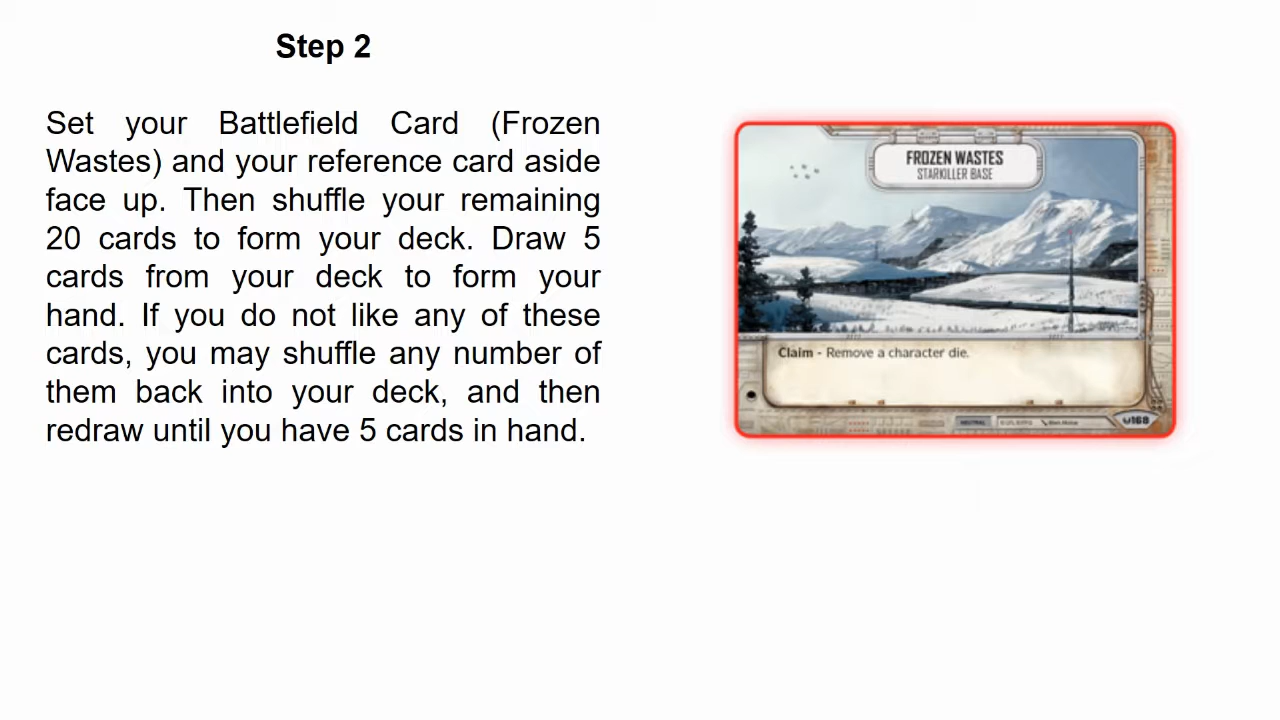 Step 2
Set your Battlefield Card (Frozen
Wastes) and your reference card aside
face up. Then shuffle your remaining
20 cards to form your deck. Draw 5
cards from your deck to form your
hand. If you do not like any of these
cards, you may shuffle any number of
them back into your deck, and then
redraw until you have 5 cards in hand.
FROZEN WASTES
STARKILLER BASE
Claim - Remove a character die.
NEUTRAL
168